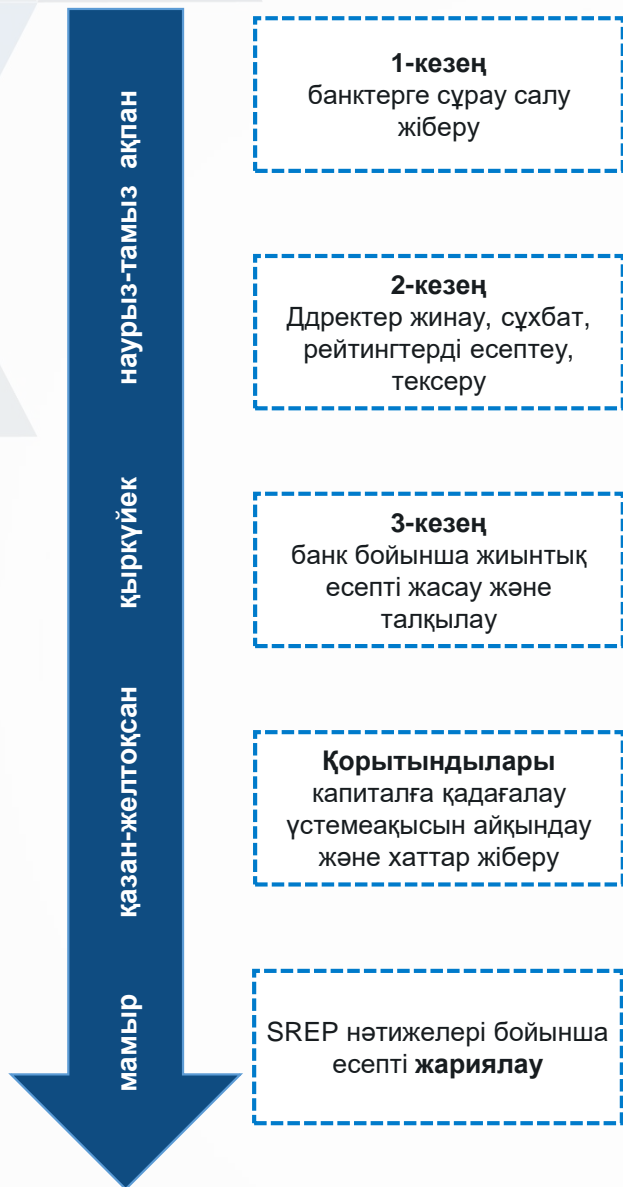 ақпан
1-кезең
банктерге сұрау салу
жіберу
наурыз-тамыз
2-кезең
Ддректер жинау, сұхбат,
рейтингтерді есептеу,
тексеру
қыркүйек
3-кезең
банк бойынша жиынтық
есепті жасау және
талқылау
қазан-желтоқсан
Қорытындылары
капиталға қадағалау
үстемеақысын айқындау
және хаттар жіберу
мамыр
SREP нәтижелері бойынша
есепті жариялау